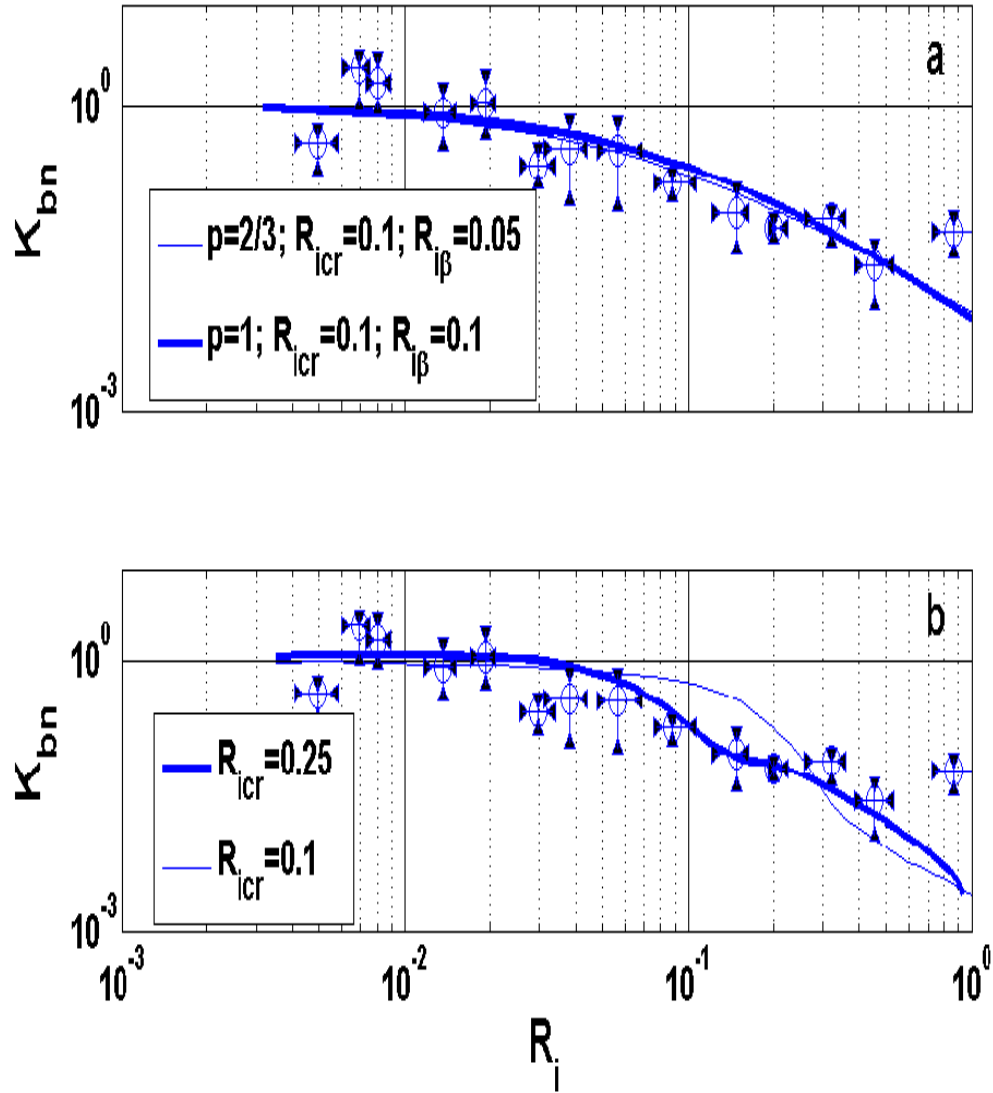 a
10^0
K_bn
p=2/3; R_icr=0.1; R_iβ=0.05
p=1; R_icr=0.1; R_iβ=0.1
10^-3
b
10^0
K_bn
R_icr=0.25
R_icr=0.1
10^-3
10^-3 10^-2 10^-1 10^0
R_i